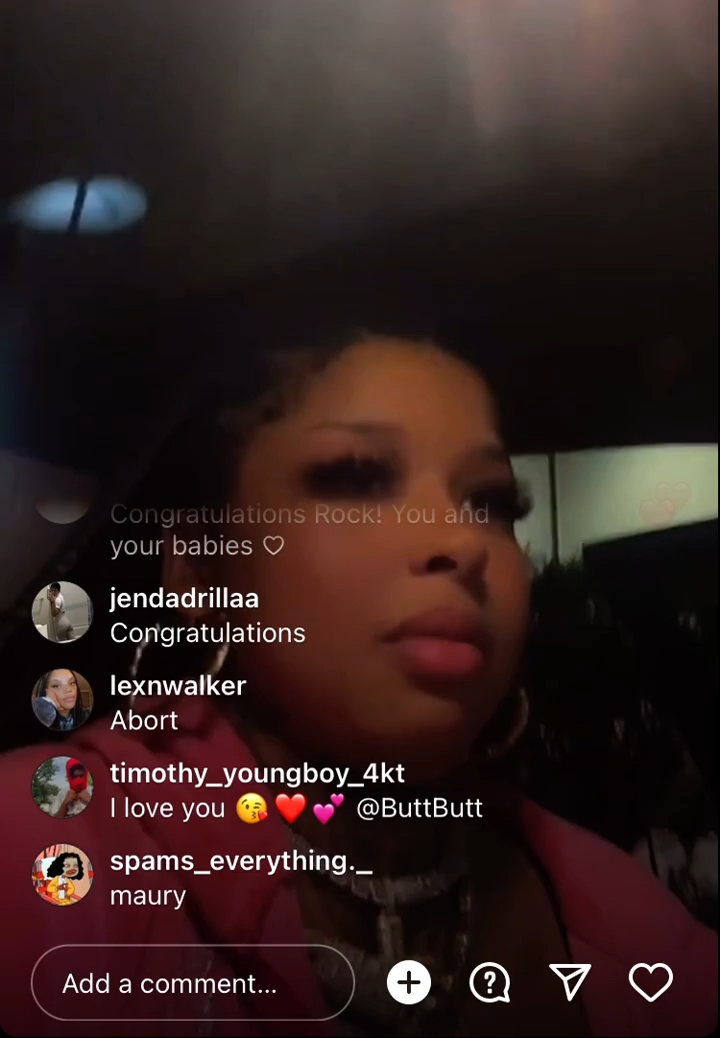 Congratulations Rock! You and
your babies ♡
jendadrillaa
Congratulations
lexnwalker
Abort
timothy_youngboy_4kt
I love you 😘❤️💕 @ButtButt
spams_everything._
maury
Add a comment...